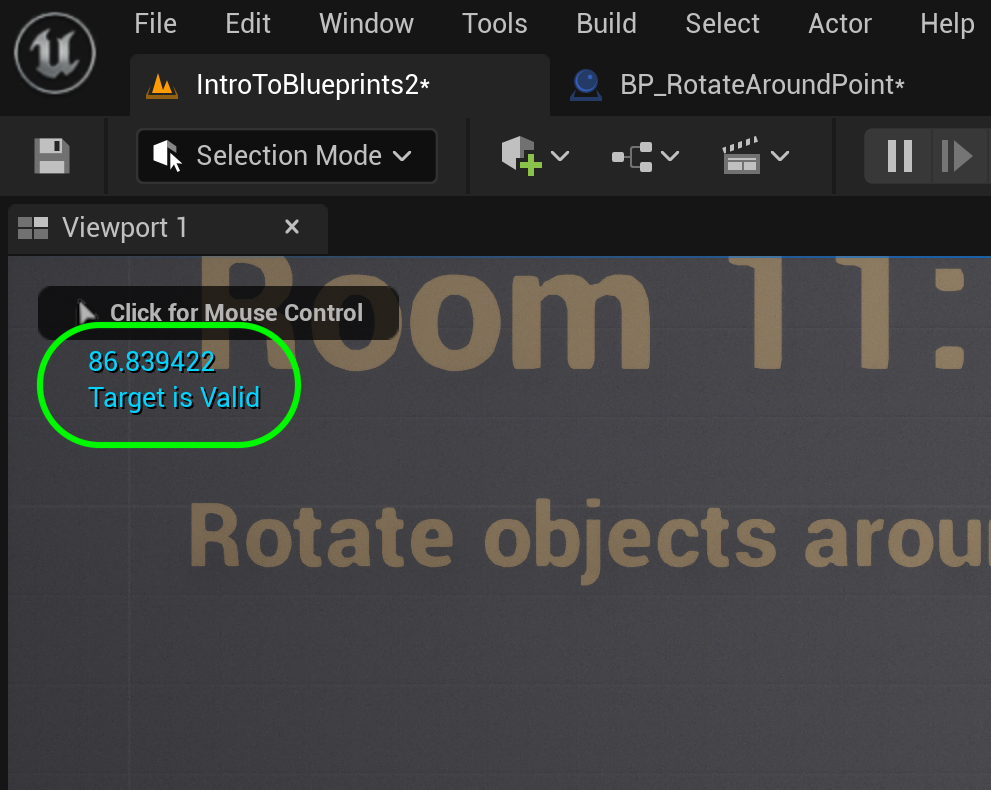 File Edit Window Tools Build Select Actor Help
IntroToBlueprints2* BP_RotateAroundPoint*
Selection Mode
Viewport 1
Room 11:
Click for Mouse Control
86.839422
Target is Valid
Rotate objects